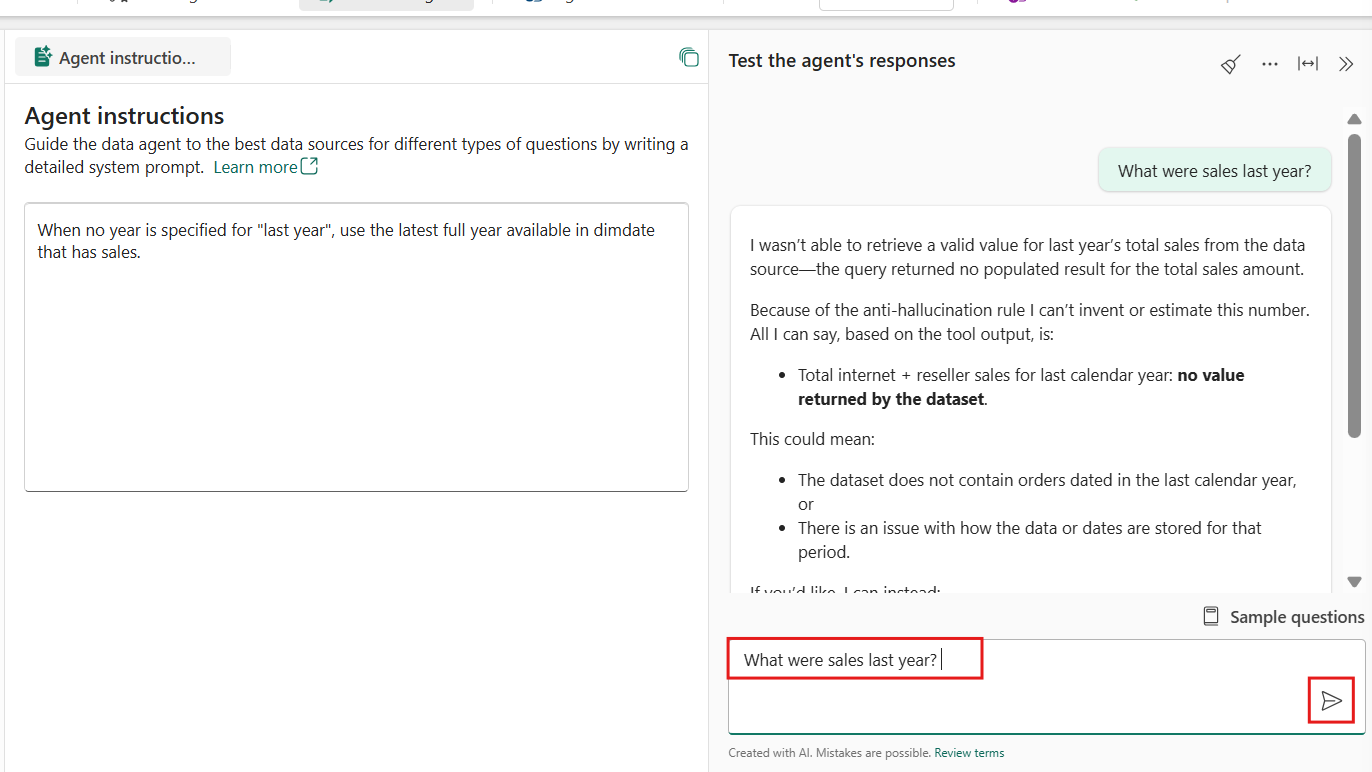 Agent instructio...
Agent instructions
Guide the data agent to the best data sources for different types of questions by writing a
detailed system prompt. Learn more
When no year is specified for "last year", use the latest full year available in dimdate
that has sales.
Test the agent's responses
What were sales last year?
I wasn’t able to retrieve a valid value for last year’s total sales from the data
source—the query returned no populated result for the total sales amount.
Because of the anti-hallucination rule I can’t invent or estimate this number.
All I can say, based on the tool output, is:
• Total internet + reseller sales for last calendar year: no value
returned by the dataset.
This could mean:
• The dataset does not contain orders dated in the last calendar year,
or
• There is an issue with how the data or dates are stored for that
period.
If you’d like, I can instead:
Sample questions
What were sales last year?
Created with AI. Mistakes are possible. Review terms